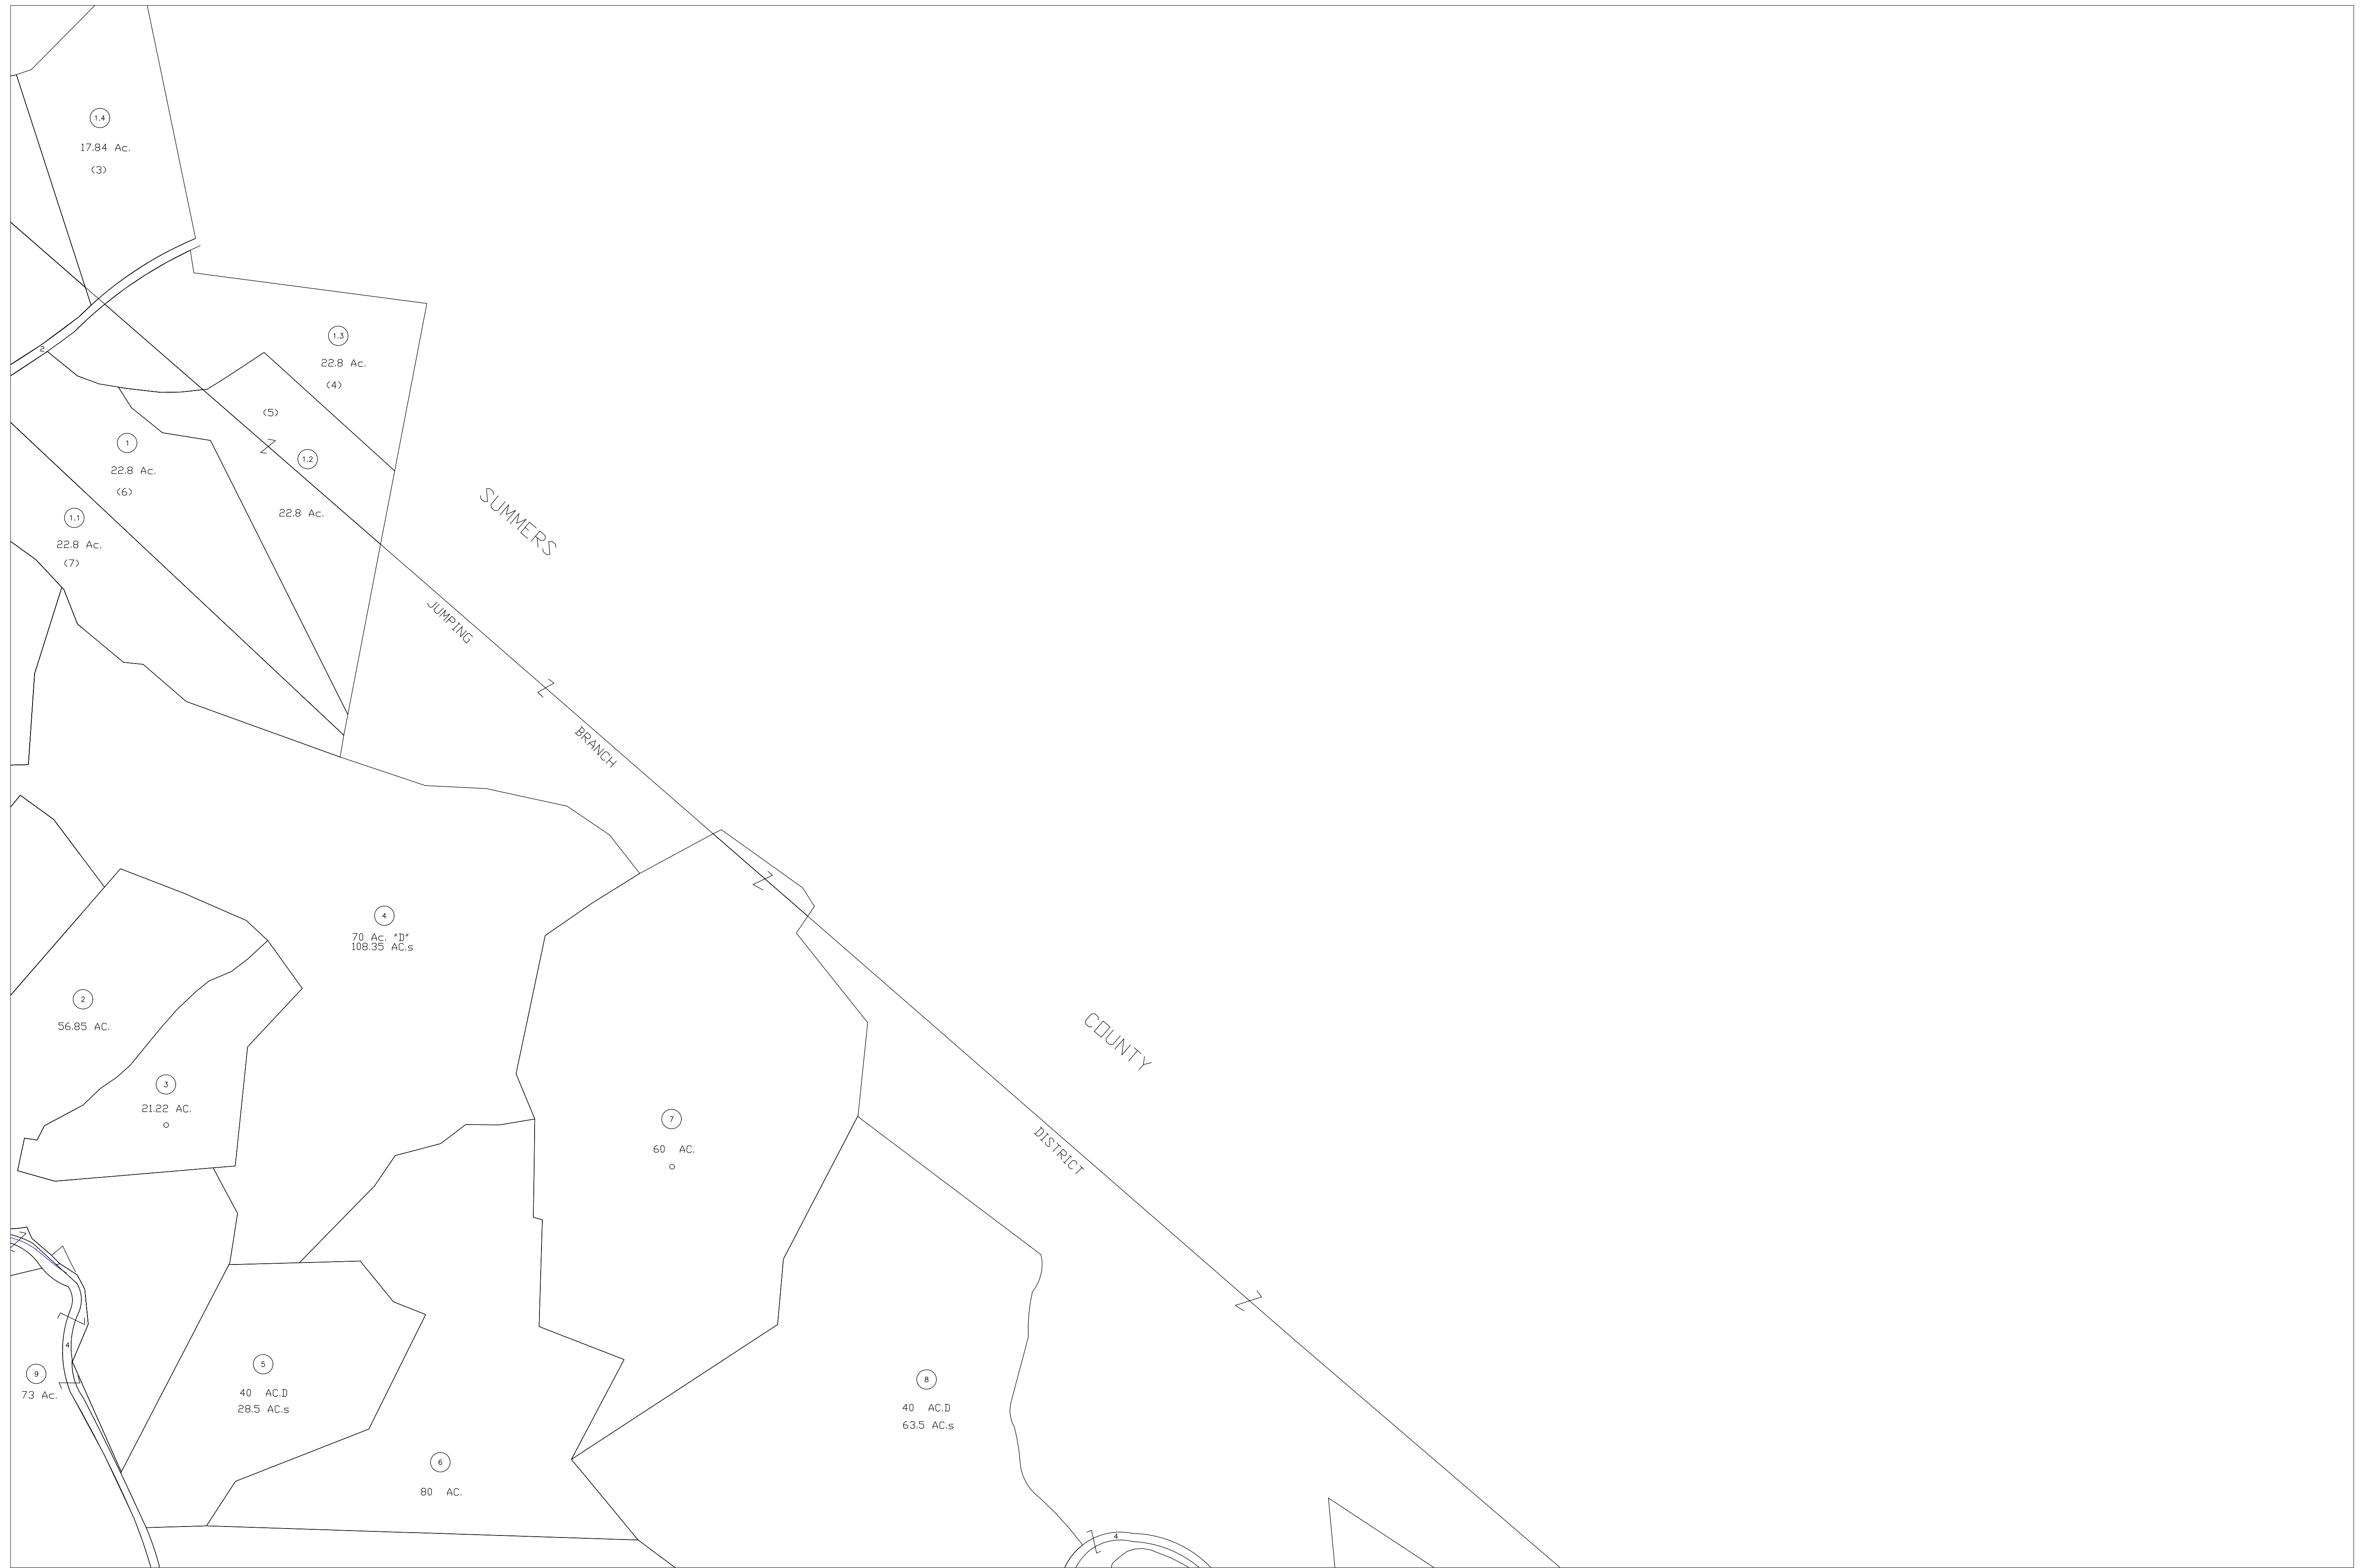 1.4
17.84 Ac.
(3)
2
1.3
22.8 Ac.
(4)
(5)
1
22.8 Ac.
(6)
1.2
22.8 Ac.
1.1
22.8 Ac.
(7)
SUMMERS
JUMPING
BRANCH
4
70 Ac. "D"
108.35 AC.s
2
56.85 AC.
COUNTY
3
21.22 AC.
7
60 AC.
DISTRICT
4
9
73 Ac.
5
40 AC.D
28.5 AC.s
8
40 AC.D
63.5 AC.s
6
80 AC.
4